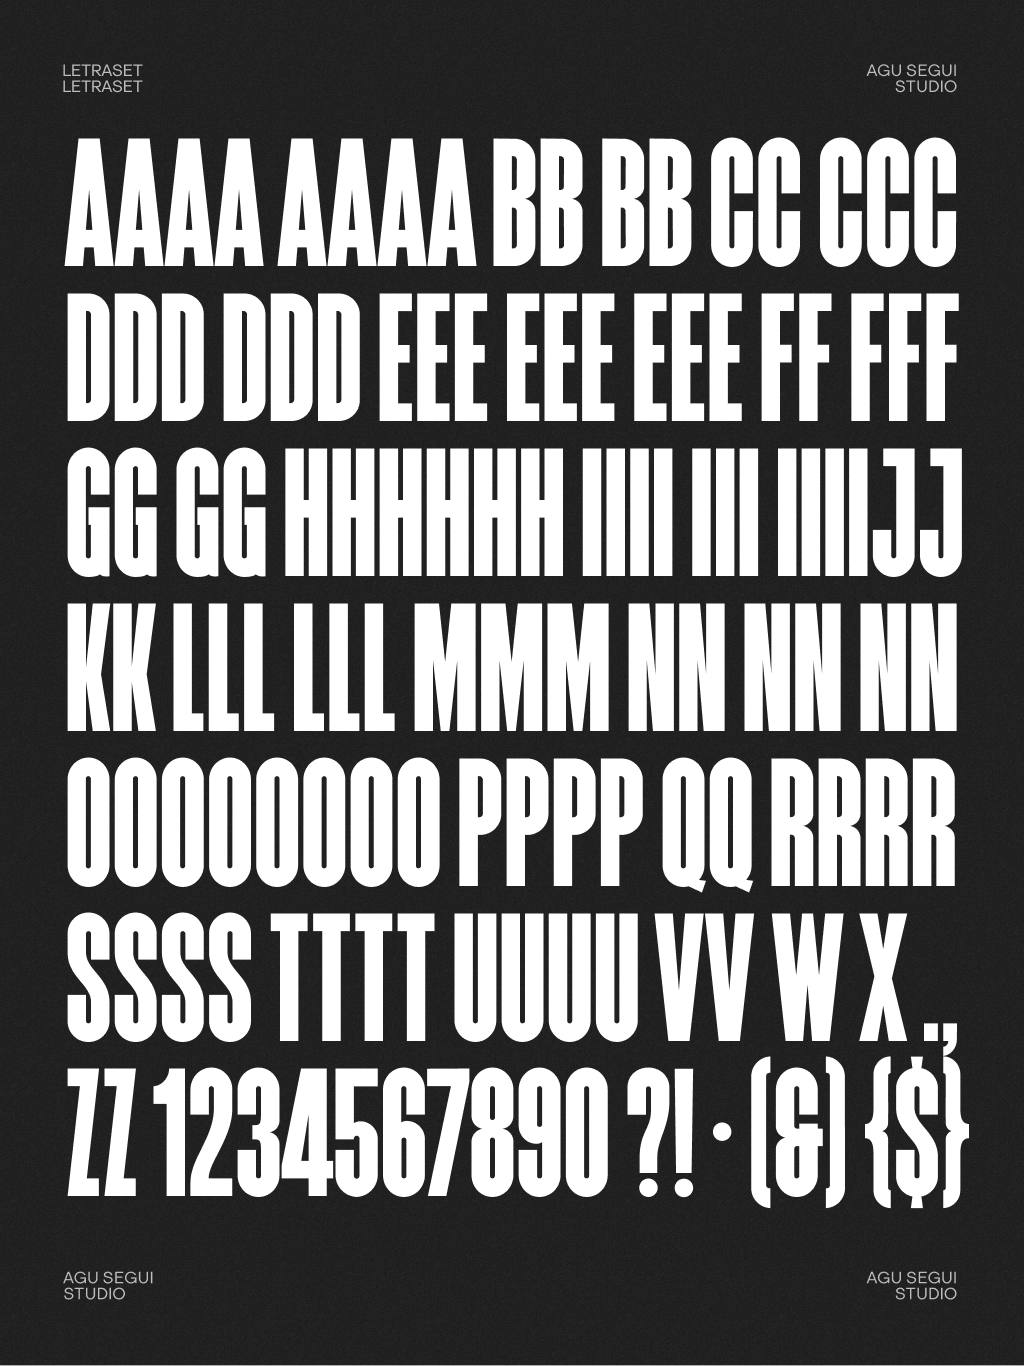 LETRASET
LETRASET
AGU SEGUI
STUDIO
AAAA AAAA BB BB CC CCC
DDD DDD EEE EEE EEE FF FFF
GG GG HHHHHH IIII III IIIIJJ
KK LLL LLL MMM NN NN NN
OOOOOOOO PPPP QQ RRRR
SSSS TTTT UUUU VV W X .,
ZZ 1234567890 ?! · (&) {$}
AGU SEGUI
STUDIO
AGU SEGUI
STUDIO